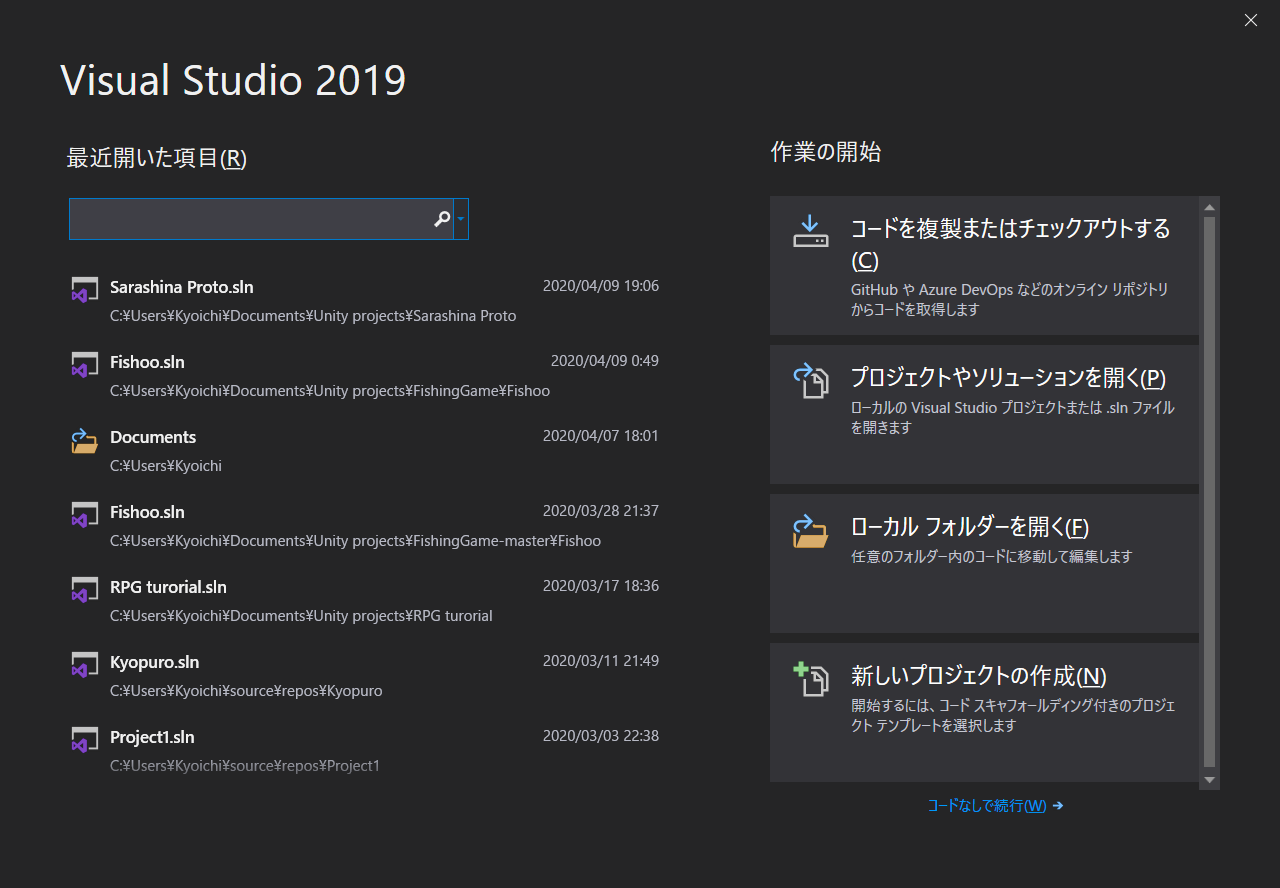 Visual Studio 2019
最近開いた項目(R)
Sarashina Proto.sln 2020/04/09 19:06
C:¥Users¥Kyoichi¥Documents¥Unity projects¥Sarashina Proto
Fishoo.sln 2020/04/09 0:49
C:¥Users¥Kyoichi¥Documents¥Unity projects¥FishingGame¥Fishoo
Documents 2020/04/07 18:01
C:¥Users¥Kyoichi
Fishoo.sln 2020/03/28 21:37
C:¥Users¥Kyoichi¥Documents¥Unity projects¥FishingGame-master¥Fishoo
RPG turorial.sln 2020/03/17 18:36
C:¥Users¥Kyoichi¥Documents¥Unity projects¥RPG turorial
Kyopuro.sln 2020/03/11 21:49
C:¥Users¥Kyoichi¥source¥repos¥Kyopuro
Project1.sln 2020/03/03 22:38
C:¥Users¥Kyoichi¥source¥repos¥Project1
作業の開始
コードを複製またはチェックアウトする
(C)
GitHub や Azure DevOps などのオンライン リポジトリ
からコードを取得します
プロジェクトやソリューションを開く(P)
ローカルの Visual Studio プロジェクトまたは .sln ファイル
を開きます
ローカル フォルダーを開く(F)
任意のフォルダー内のコードに移動して編集します
新しいプロジェクトの作成(N)
開始するには、コード スキャフォールディング付きのプロジェ
クト テンプレートを選択します
コードなしで続行(W) →